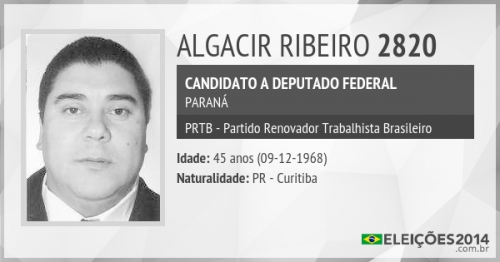 ALGACIR RIBEIRO 2820
CANDIDATO A DEPUTADO FEDERAL
PARANÁ
PRTB - Partido Renovador Trabalhista Brasileiro
Idade: 45 anos (09-12-1968)
Naturalidade: PR - Curitiba
ELEIÇÕES2014
.com.br